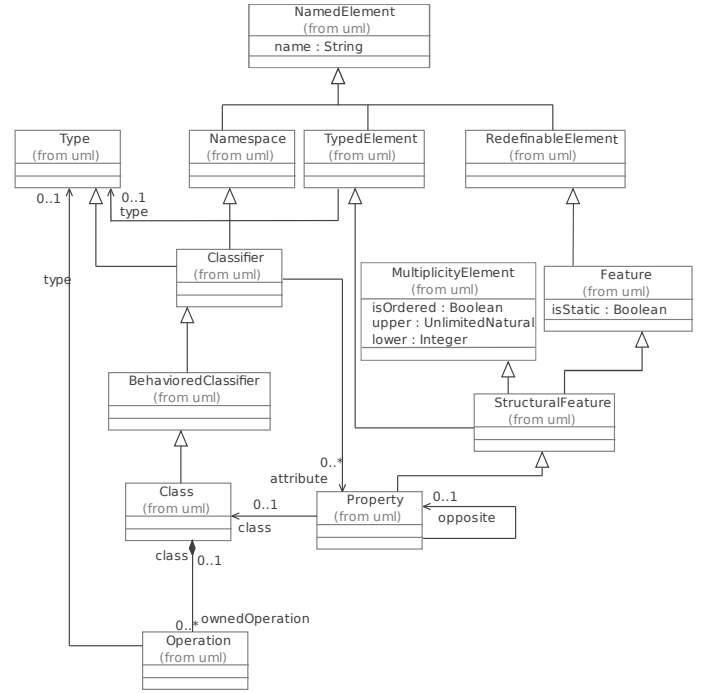 NamedElement
(from uml)
name : String
Type
(from uml)
Namespace
(from uml)
TypedElement
(from uml)
RedefinableElement
(from uml)
0..1
0..1
type
Classifier
(from uml)
type
MultiplicityElement
(from uml)
isOrdered : Boolean
upper : UnlimitedNatural
lower : Integer
Feature
(from uml)
isStatic : Boolean
BehavioredClassifier
(from uml)
StructuralFeature
(from uml)
0..*
attribute
Class
(from uml)
0..1
class
Property
(from uml)
0..1
opposite
class
0..1
0..*
ownedOperation
Operation
(from uml)